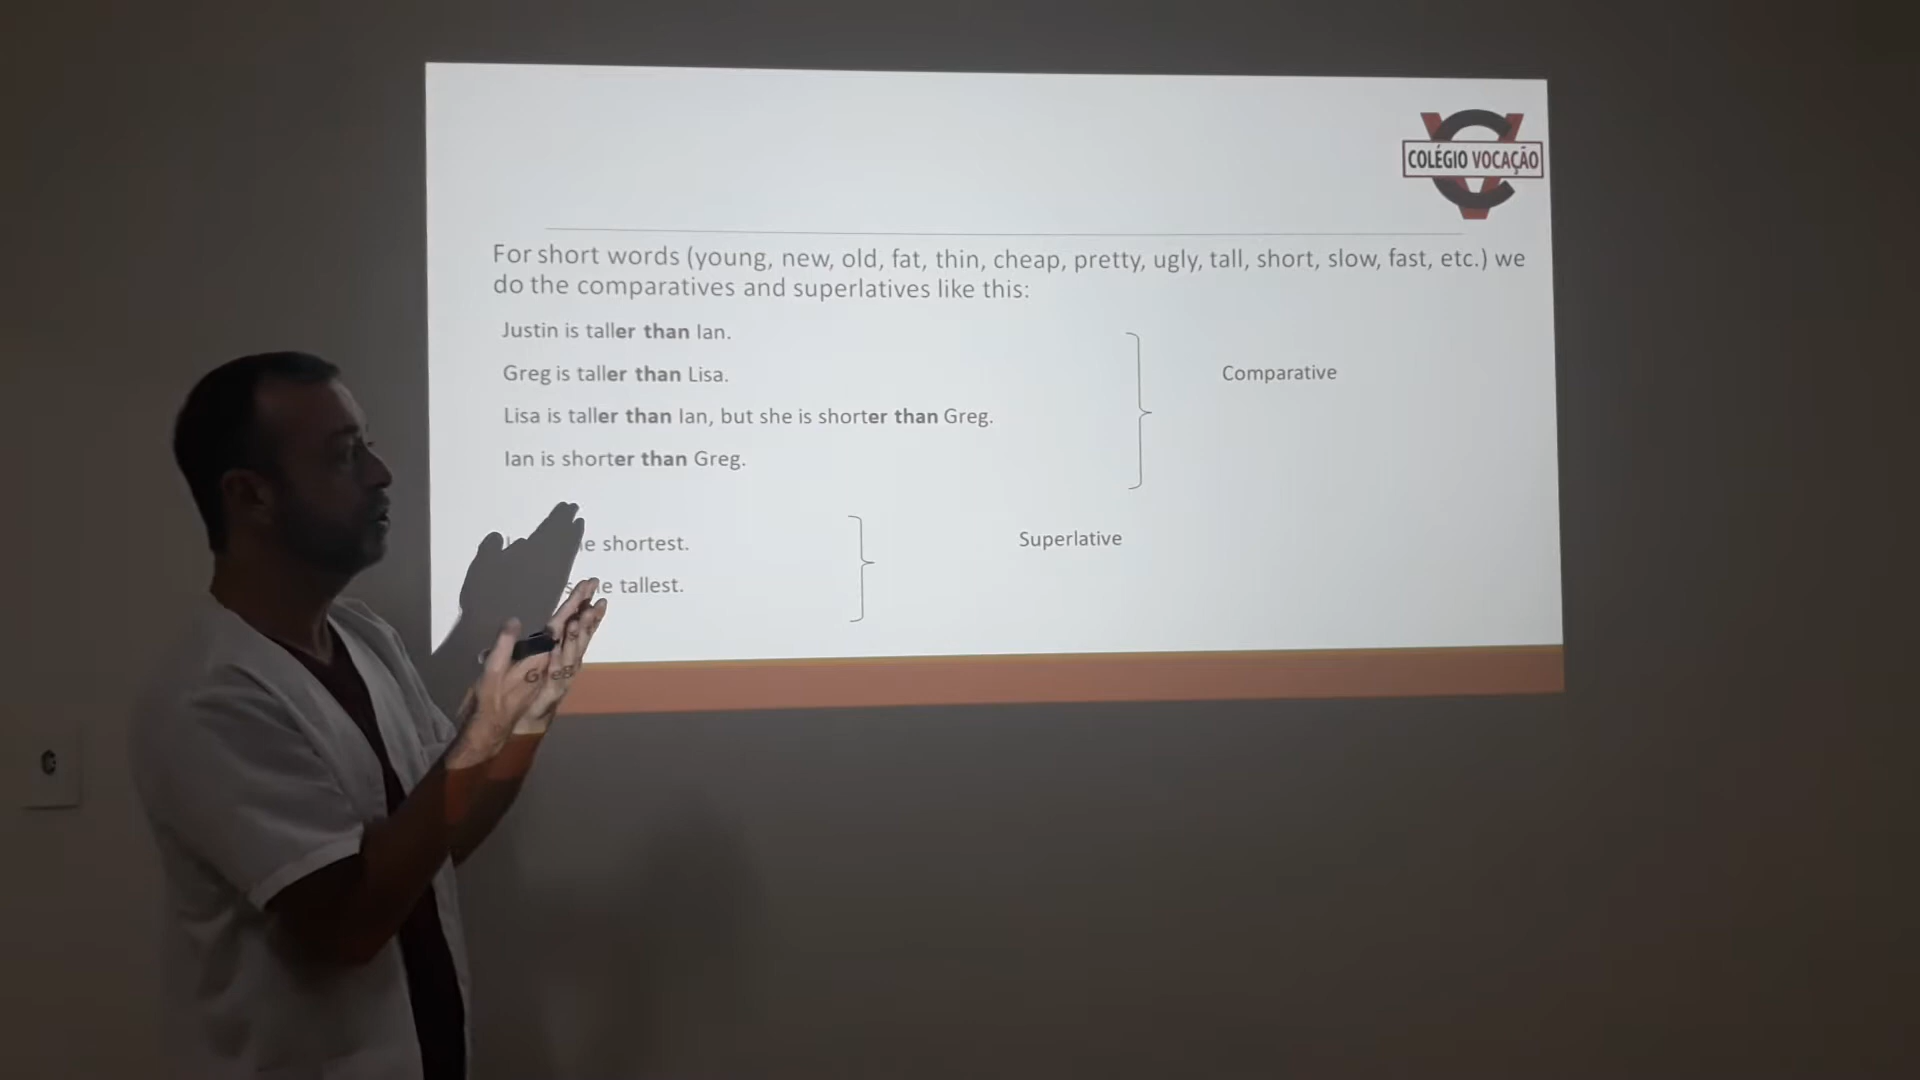 COLÉGIO VOCAÇÃO
For short words (young, new, old, fat, thin, cheap, pretty, ugly, tall, short, slow, fast, etc.) we
do the comparatives and superlatives like this:
Justin is taller than Ian.
Greg is taller than Lisa.
Comparative
Lisa is taller than Ian, but she is shorter than Greg.
Ian is shorter than Greg.
shortest.
Superlative
tallest.
Greg